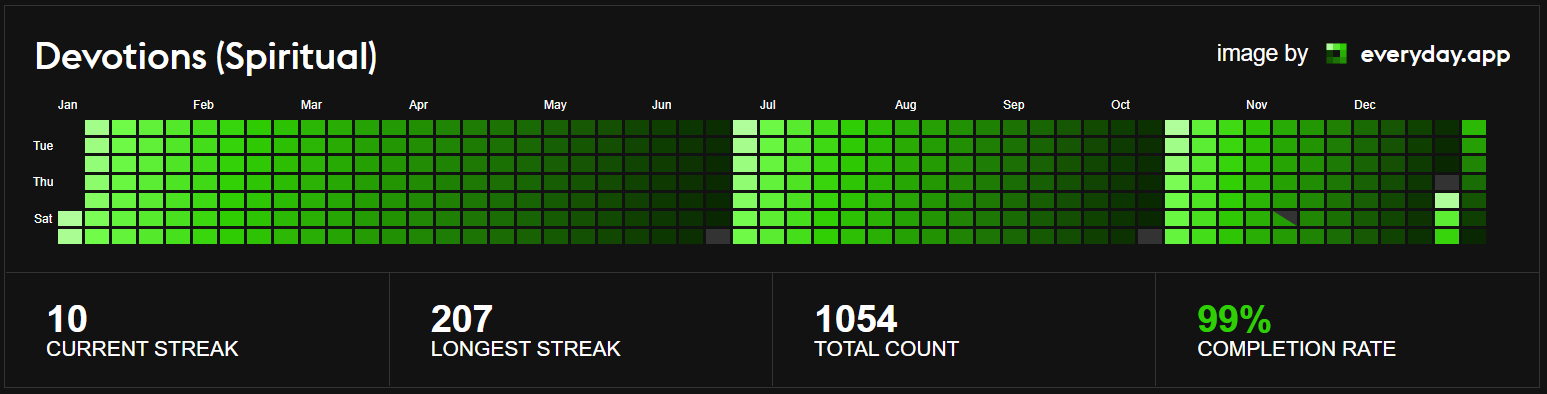 Devotions (Spiritual)
image by everyday.app
Jan Feb Mar Apr May Jun Jul Aug Sep Oct Nov Dec
Tue
Thu
Sat
10 207 1054 99%
CURRENT STREAK LONGEST STREAK TOTAL COUNT COMPLETION RATE